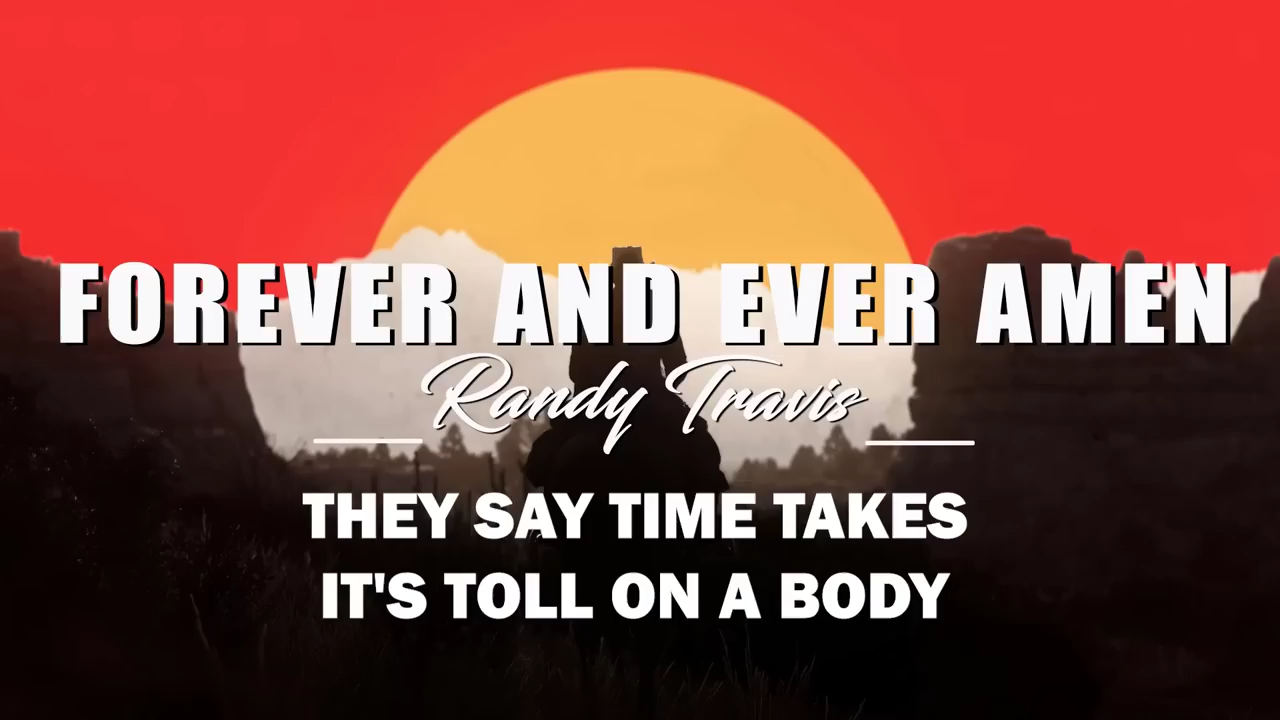 FOREVER AND EVER AMEN
Randy Travis
THEY SAY TIME TAKES
IT'S TOLL ON A BODY